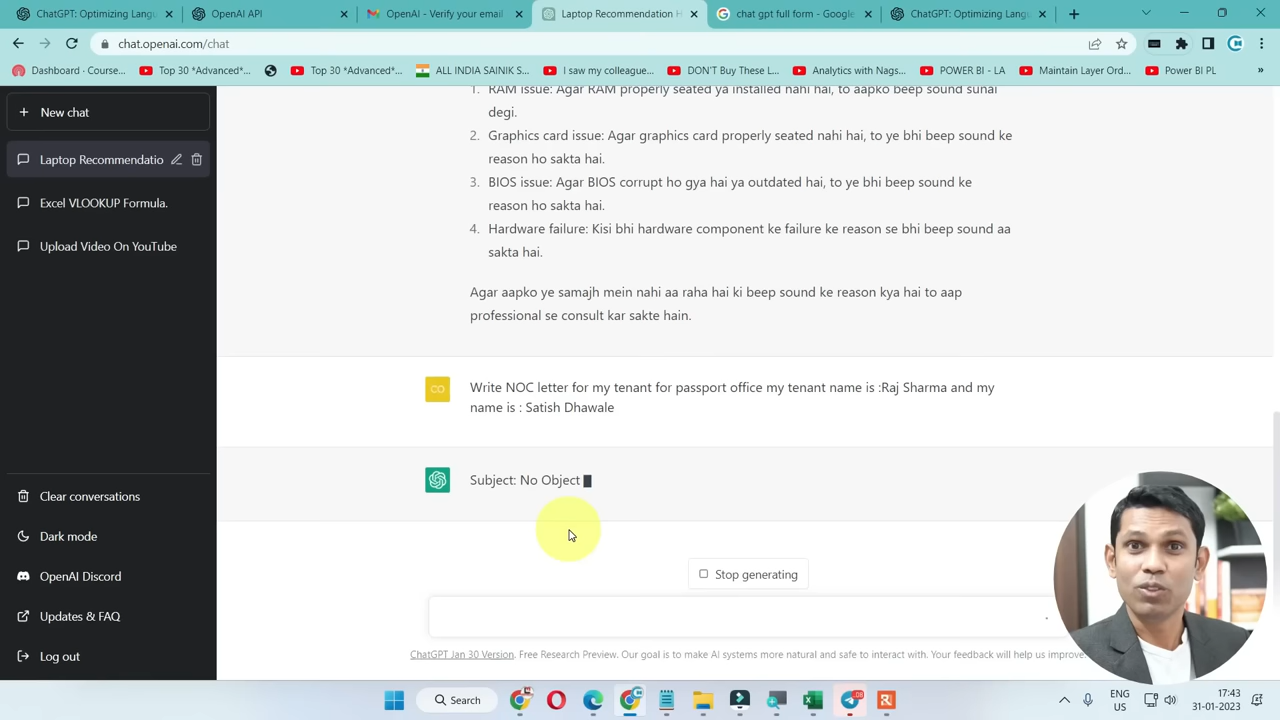 ChatGPT: Optimizing Langu
OpenAI API
OpenAI - Verify your email
Laptop Recommendation H
chat gpt full form - Google
ChatGPT: Optimizing Langu
chat.openai.com/chat
Dashboard - Course...
Top 30 *Advanced*...
Top 30 *Advanced*...
ALL INDIA SAINIK S...
I saw my colleague...
DON'T Buy These L...
Analytics with Nags...
POWER BI - LA
Maintain Layer Ord...
Power BI PL
»
+ New chat
Laptop Recommendatio
Excel VLOOKUP Formula.
Upload Video On YouTube
Clear conversations
Dark mode
OpenAI Discord
Updates & FAQ
Log out
1. RAM issue: Agar RAM properly seated ya installed nahi hai, to aapko beep sound sunai
degi.
2. Graphics card issue: Agar graphics card properly seated nahi hai, to ye bhi beep sound ke
reason ho sakta hai.
3. BIOS issue: Agar BIOS corrupt ho gya hai ya outdated hai, to ye bhi beep sound ke
reason ho sakta hai.
4. Hardware failure: Kisi bhi hardware component ke failure ke reason se bhi beep sound aa
sakta hai.
Agar aapko ye samajh mein nahi aa raha hai ki beep sound ke reason kya hai to aap
professional se consult kar sakte hain.
CO
Write NOC letter for my tenant for passport office my tenant name is :Raj Sharma and my
name is : Satish Dhawale
Subject: No Object
Stop generating
ChatGPT Jan 30 Version. Free Research Preview. Our goal is to make AI systems more natural and safe to interact with. Your feedback will help us improve.
Search
ENG
US
17:43
31-01-2023